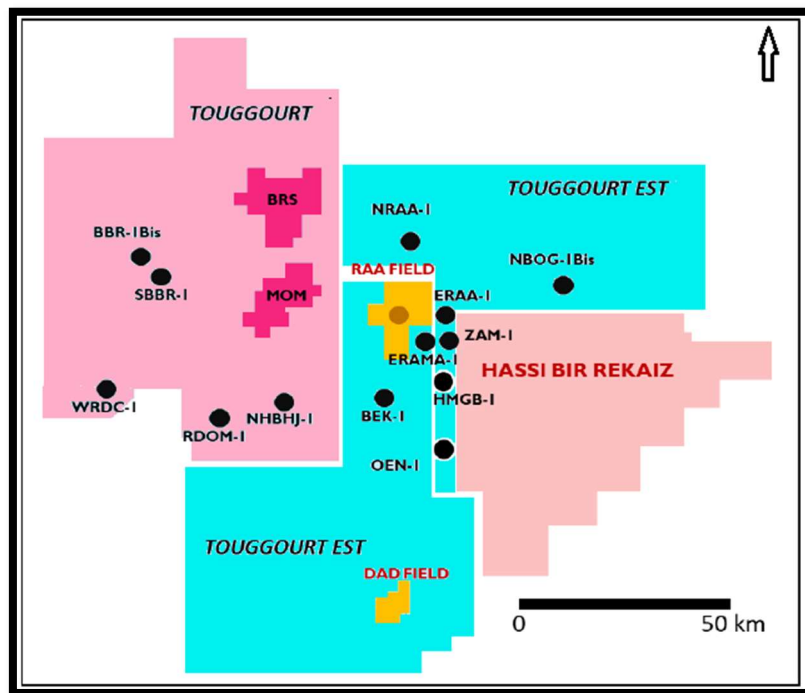 TOUGGOURT
TOUGGOURT EST
BRS
NRAA-1
BBR-1Bis
NBOG-1Bis
RAA FIELD
SBBR-1
MOM
ERAA-1
ZAM-1
ERAMA-1
HASSI BIR REKAIZ
WRDC-1
NHBHJ-1
BEK-1
HMGB-1
RDOM-1
OEN-1
TOUGGOURT EST
DAD FIELD
0 50 km